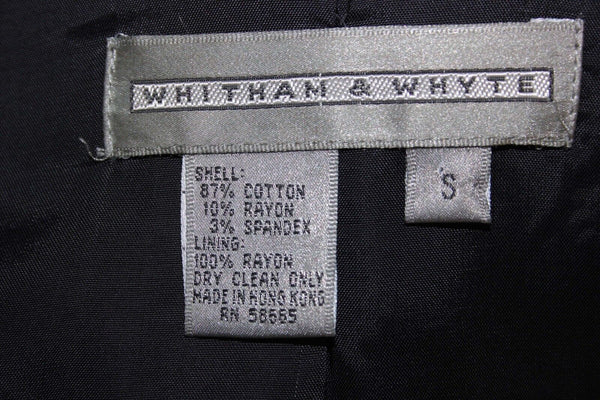 WHITHAM & WHYTE
S
SHELL:
87% COTTON
10% RAYON
3% SPANDEX
LINING:
100% RAYON
DRY CLEAN ONLY
MADE IN HONG KONG
RN 58665